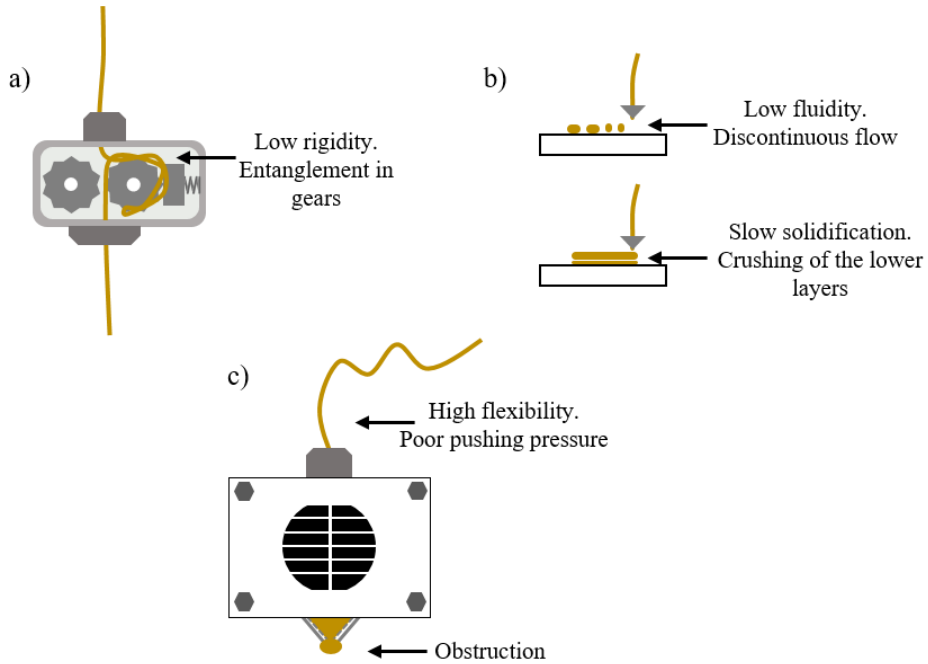 a)
Low rigidity.
Entanglement in
gears
b)
Low fluidity.
Discontinuous flow
Slow solidification.
Crushing of the lower
layers
c)
High flexibility.
Poor pushing pressure
Obstruction